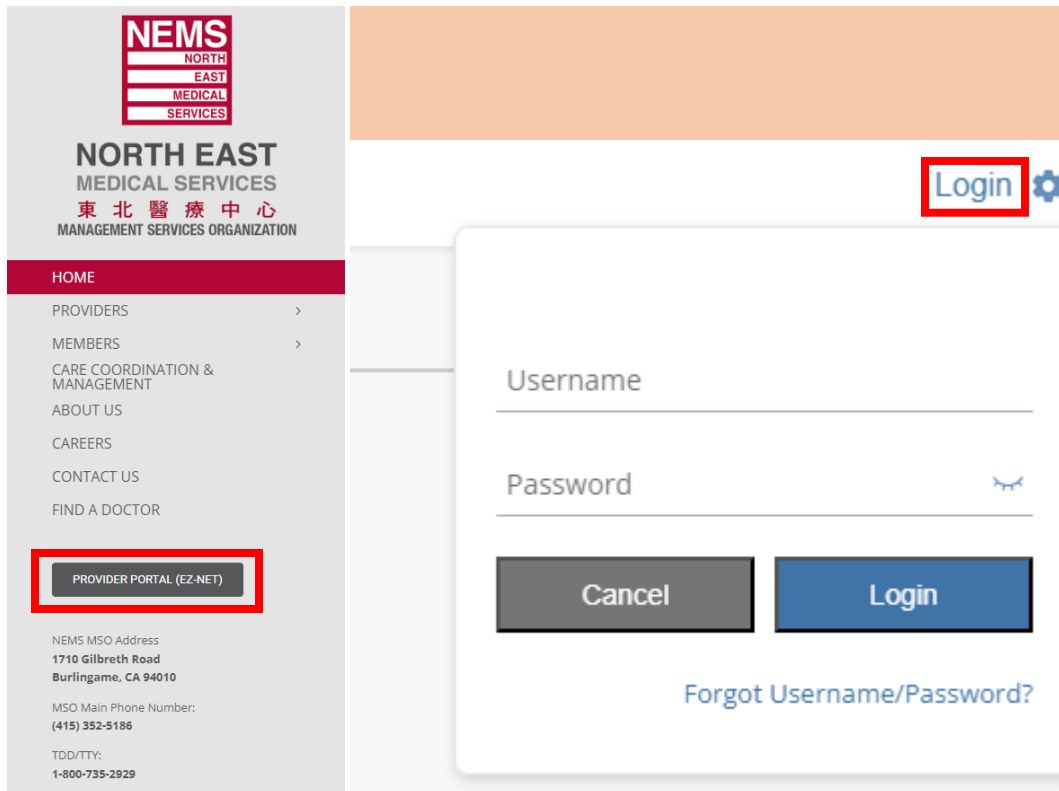 NEMS
NORTH
EAST
MEDICAL
SERVICES
NORTH EAST
MEDICAL SERVICES
東北醫療中心
MANAGEMENT SERVICES ORGANIZATION
HOME
PROVIDERS
MEMBERS
CARE COORDINATION &
MANAGEMENT
ABOUT US
CAREERS
CONTACT US
FIND A DOCTOR
PROVIDER PORTAL (EZ-NET)
NEMS MSO Address
1710 Gilbreth Road
Burlingame, CA 94010
MSO Main Phone Number:
(415) 352-5186
TDD/TTY:
1-800-735-2929
Login
Username
Password
Cancel Login
Forgot Username/Password?